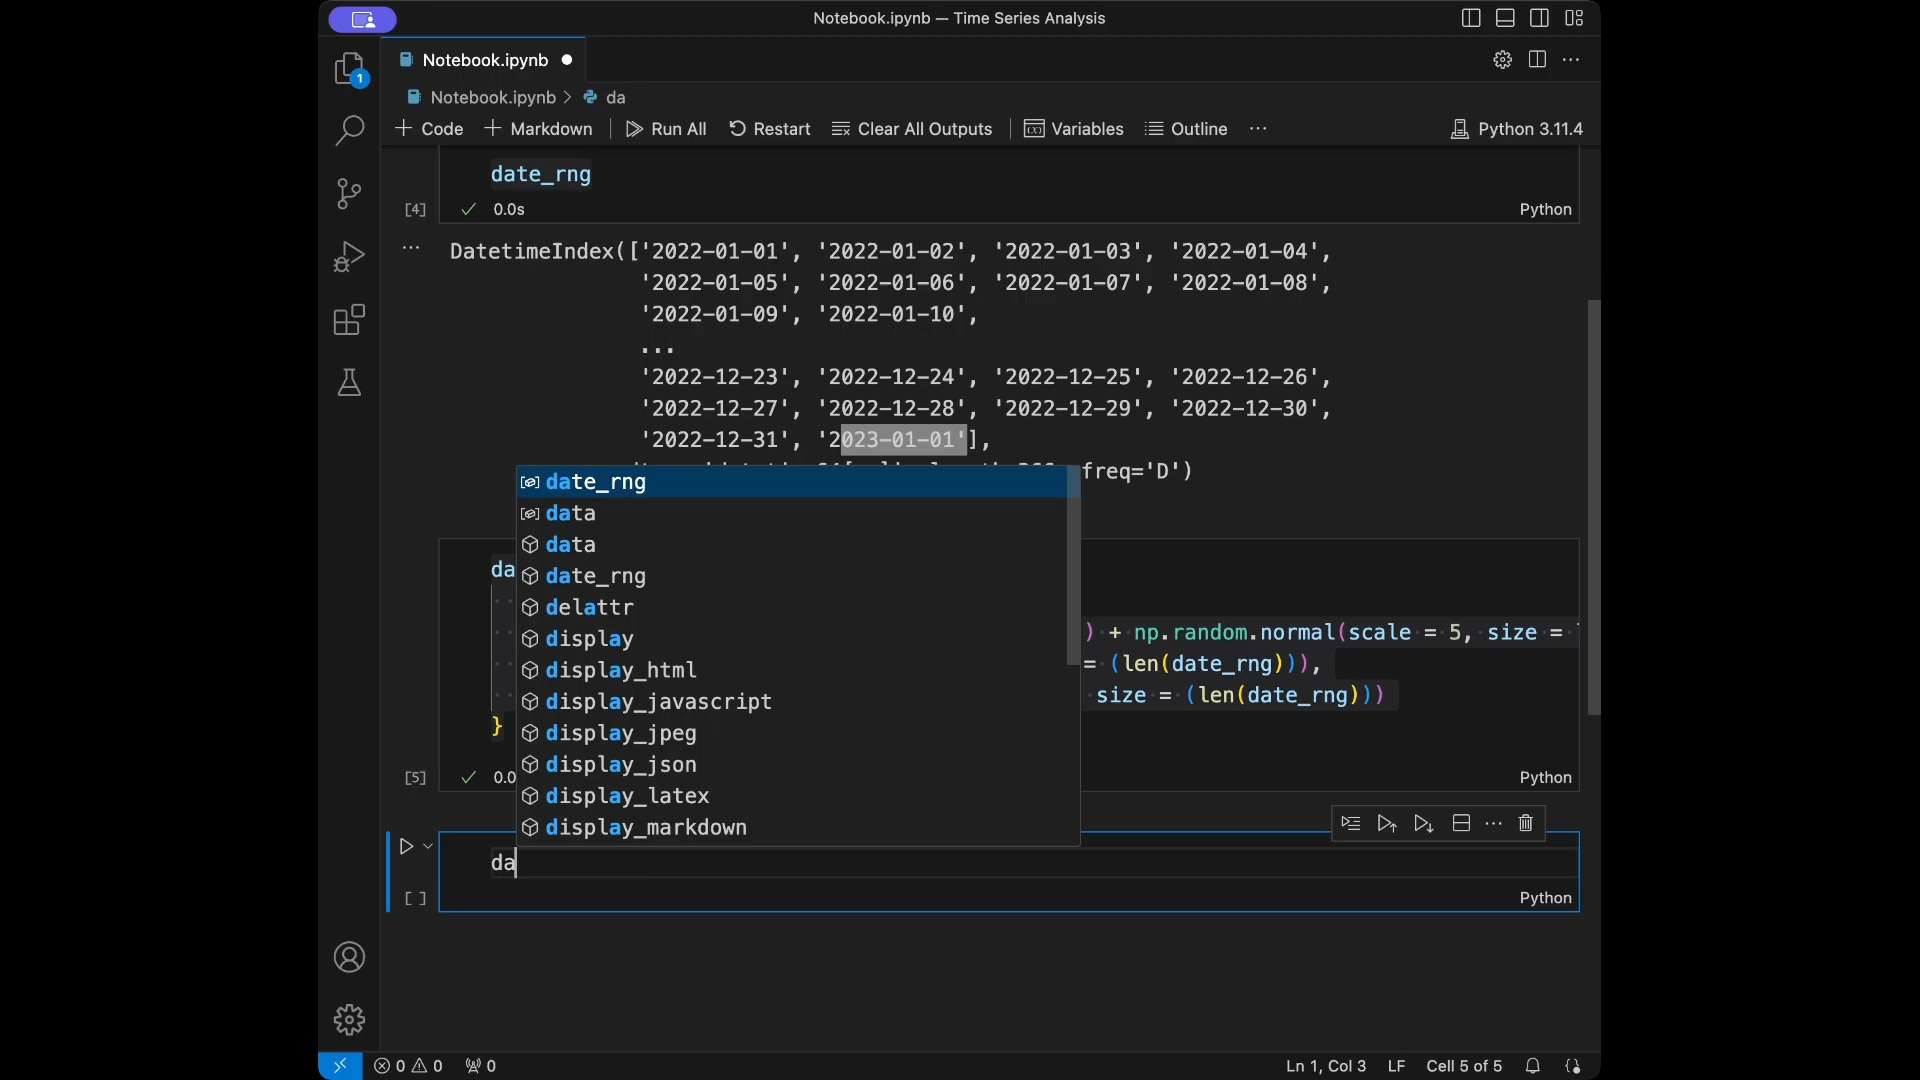 Notebook.ipynb — Time Series Analysis
Notebook.ipynb
1
Notebook.ipynb > da
Code Markdown Run All Restart Clear All Outputs Variables Outline ... Python 3.11.4
date_rng
[4] 0.0s Python
... DatetimeIndex(['2022-01-01', '2022-01-02', '2022-01-03', '2022-01-04',
'2022-01-05', '2022-01-06', '2022-01-07', '2022-01-08',
'2022-01-09', '2022-01-10',
...
'2022-12-23', '2022-12-24', '2022-12-25', '2022-12-26',
'2022-12-27', '2022-12-28', '2022-12-29', '2022-12-30',
'2022-12-31', '2023-01-01'],
freq='D')
date_rng
data
data
da
date_rng
delattr
display
) + np.random.normal(scale = 5, size =
display_html
= (len(date_rng))),
display_javascript
size = (len(date_rng)))
display_jpeg
}
display_json
[5] 0.0 Python
display_latex
display_markdown
da
[ ] Python
0 0 0 Ln 1, Col 3 LF Cell 5 of 5